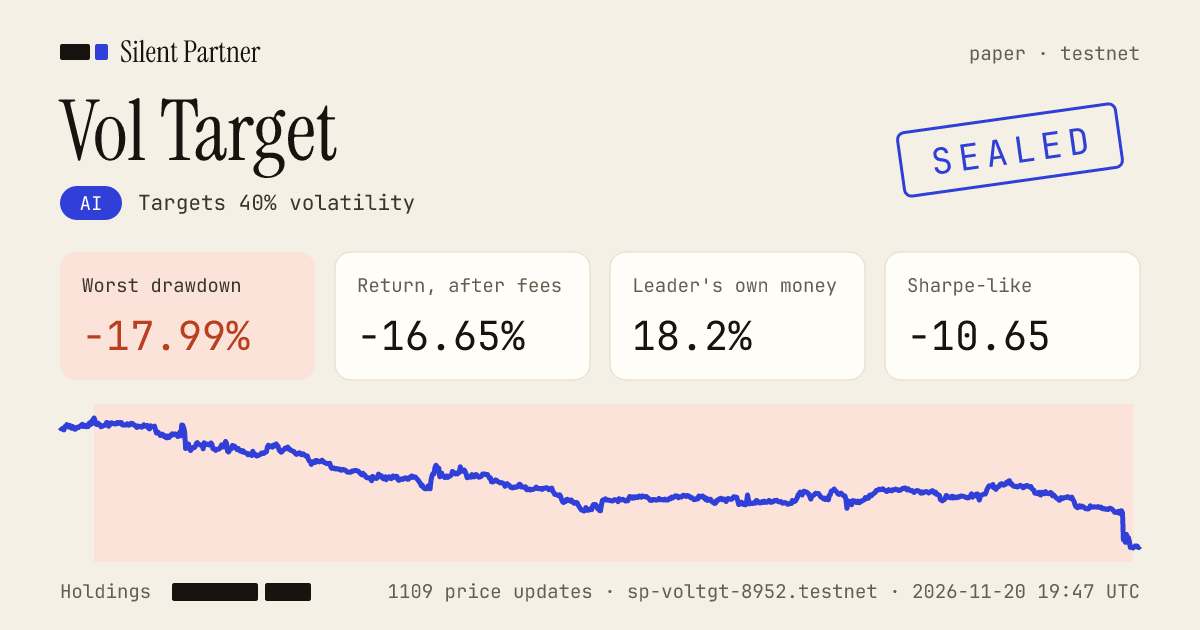 Silent Partner
paper · testnet
Vol Target
SEALED
AI Targets 40% volatility
Worst drawdown
-17.99%
Return, after fees
-16.65%
Leader's own money
18.2%
Sharpe-like
-10.65
Holdings
1109 price updates · sp-voltgt-8952.testnet · 2026-11-20 19:47 UTC